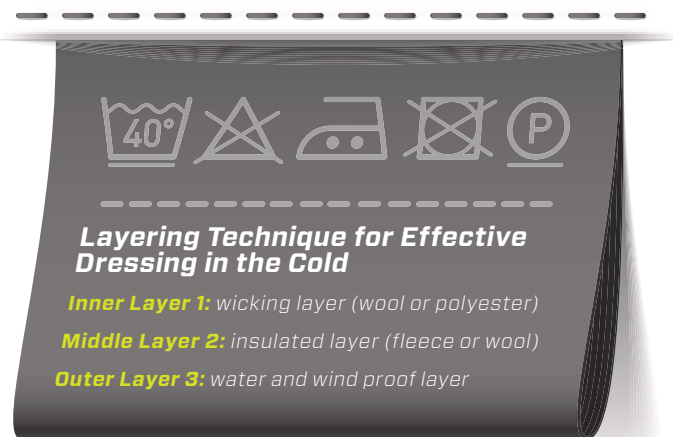 40°
P
Layering Technique for Effective
Dressing in the Cold
Inner Layer 1: wicking layer (wool or polyester)
Middle Layer 2: insulated layer (fleece or wool)
Outer Layer 3: water and wind proof layer